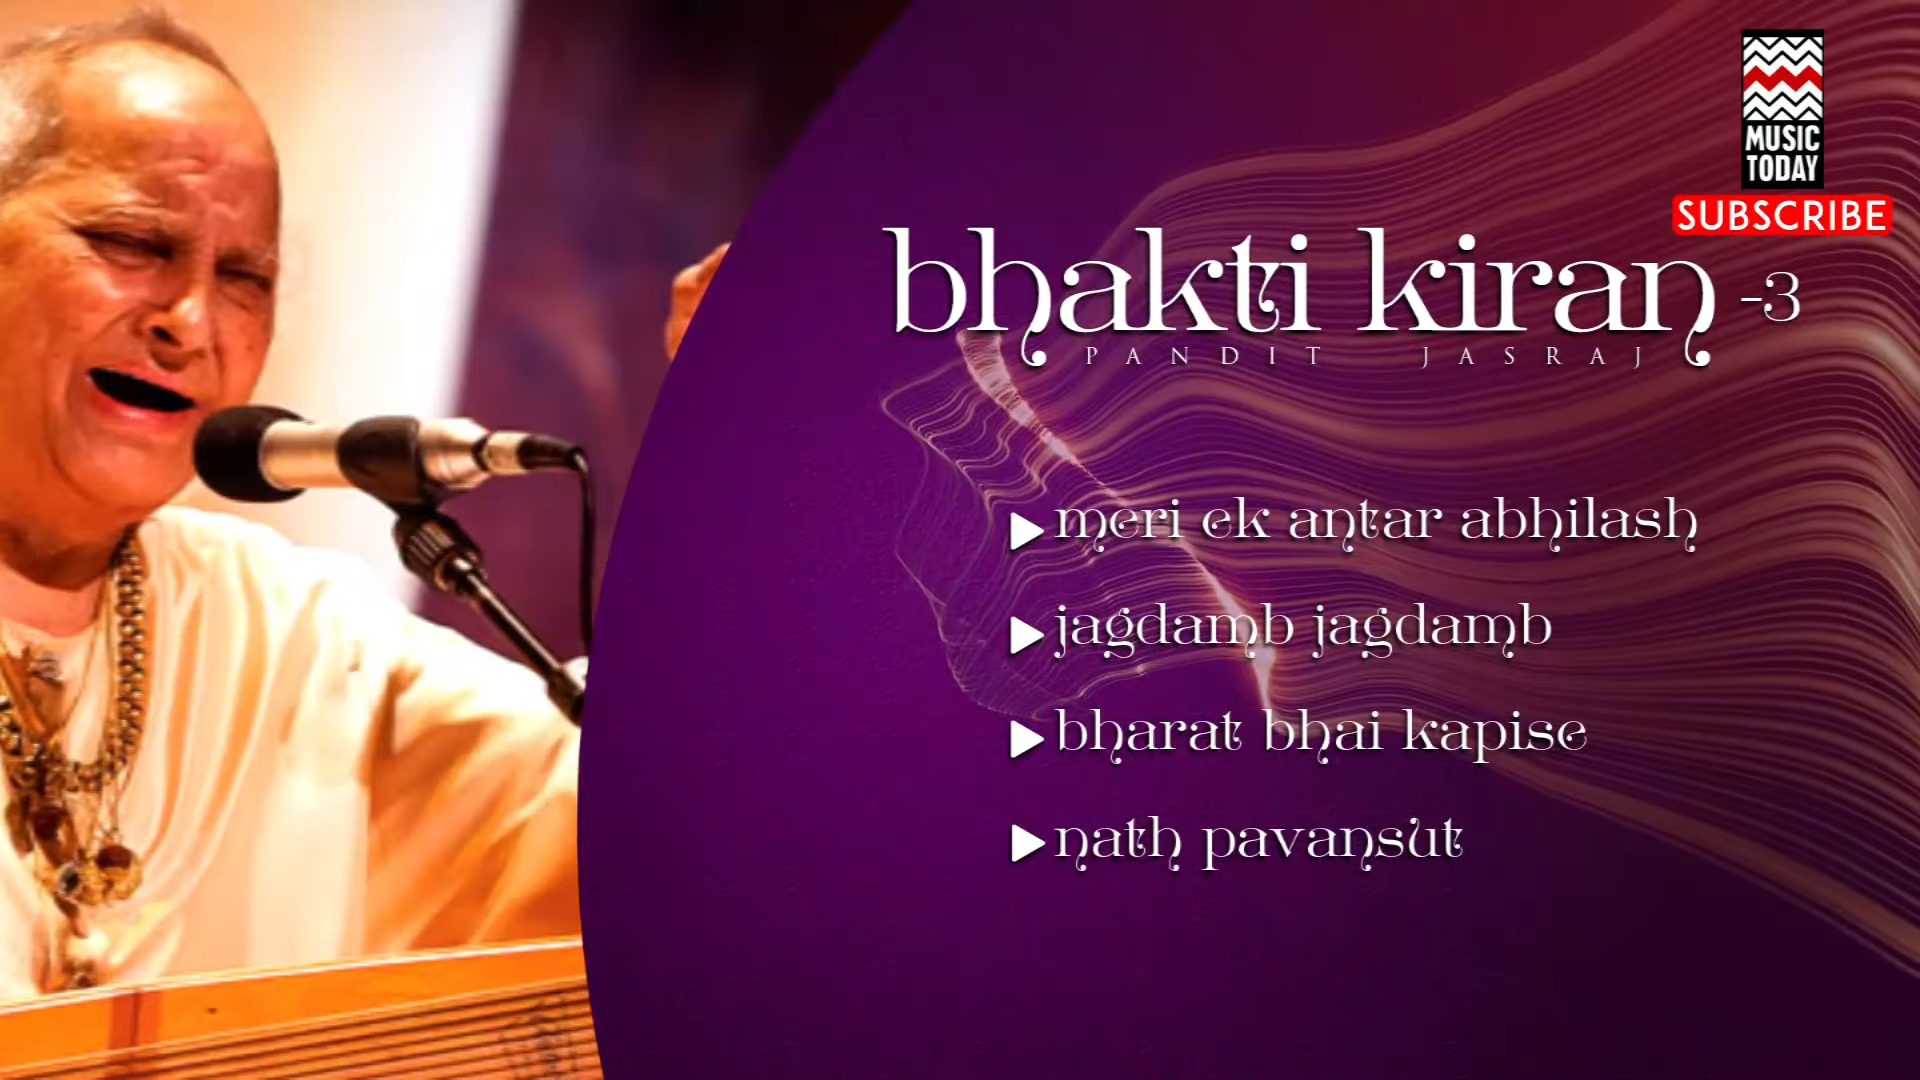 MUSIC
TODAY
SUBSCRIBE
bhakti kiran -3
PANDIT JASRAJ
meri ek antar abhilash
jagdamb jagdamb
bharat bhai kapise
nath pavansut